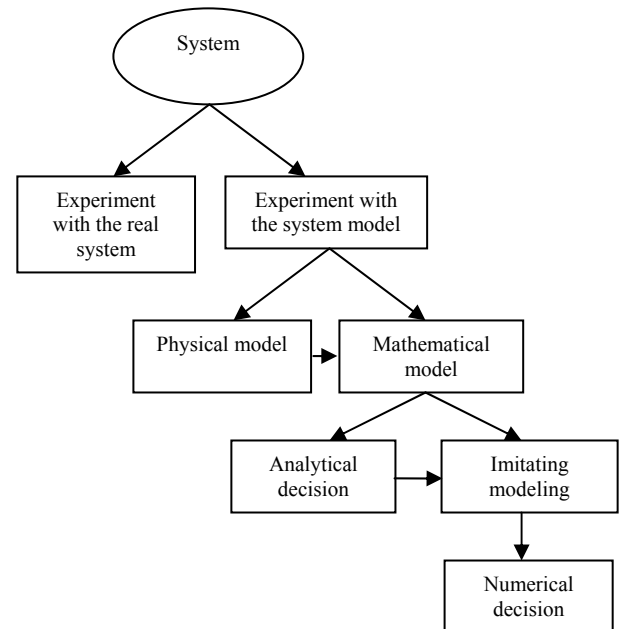 System
Experiment
with the real
system
Experiment with
the system model
Physical model
Mathematical
model
Analytical
decision
Imitating
modeling
Numerical
decision